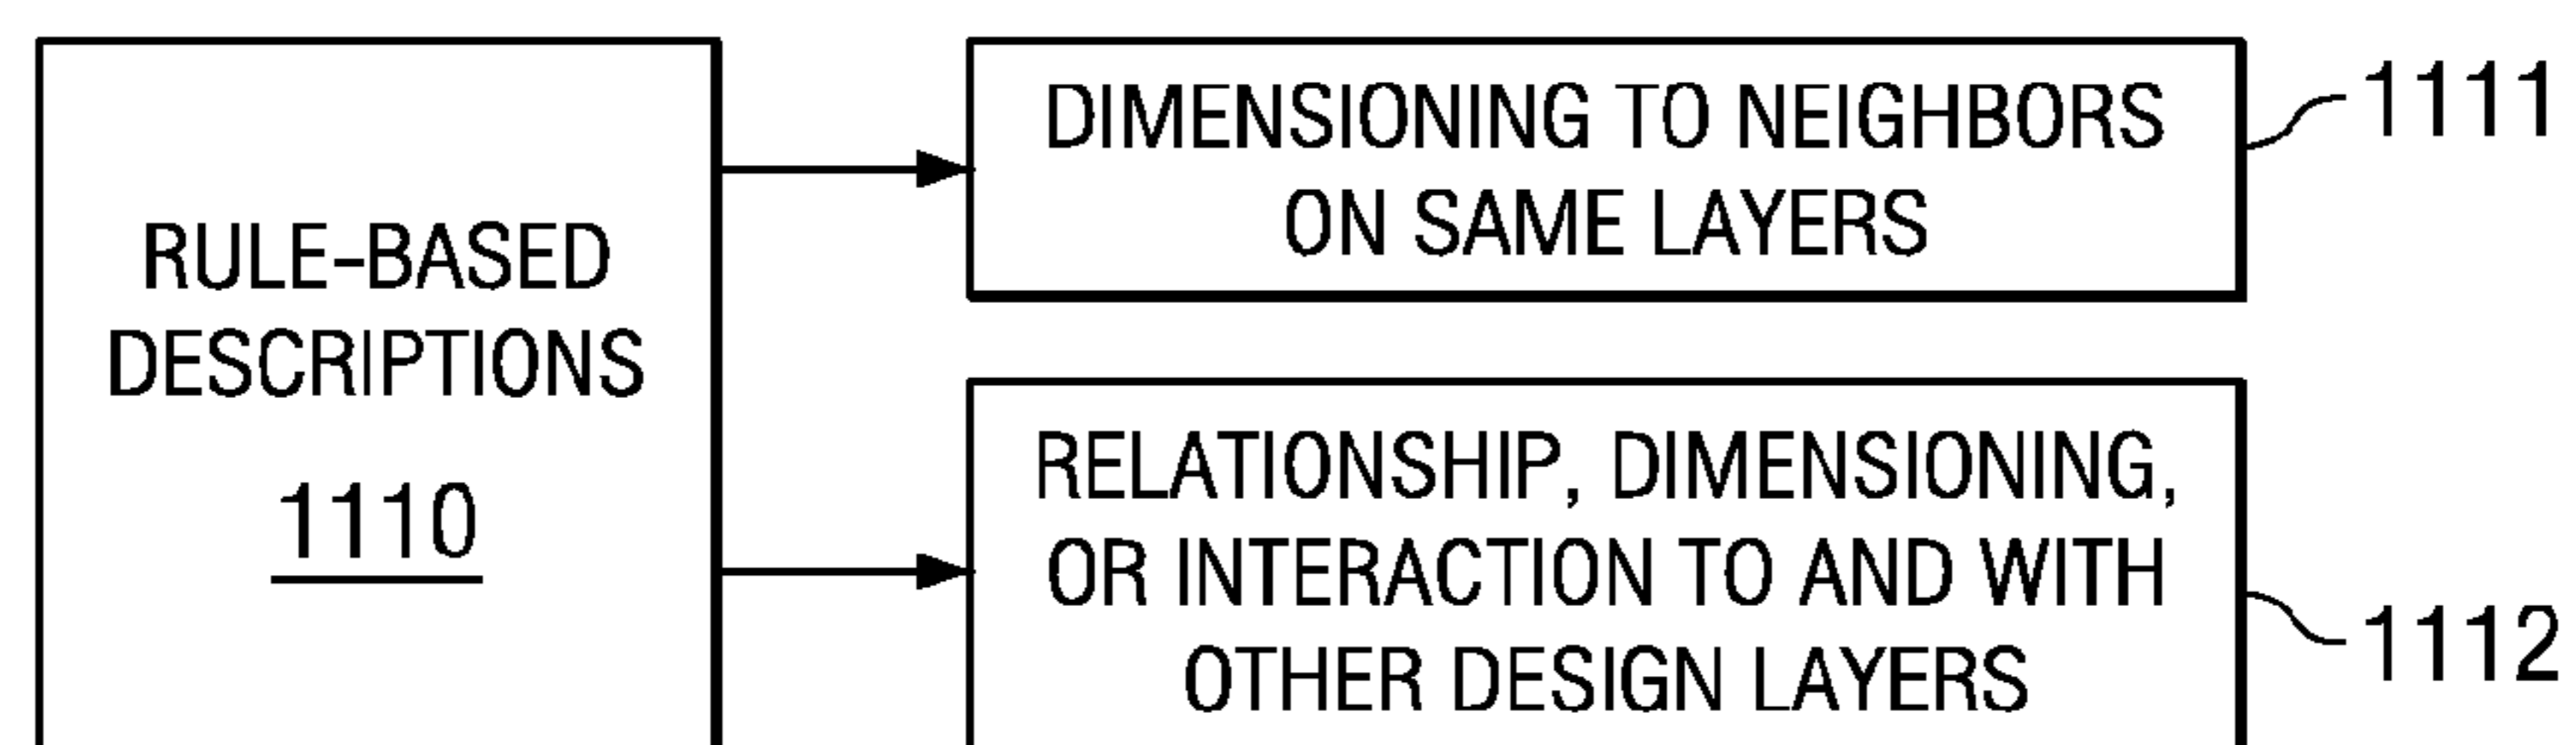 RULE-BASED
DESCRIPTIONS
1110
DIMENSIONING TO NEIGHBORS
ON SAME LAYERS
1111
RELATIONSHIP, DIMENSIONING,
OR INTERACTION TO AND WITH
OTHER DESIGN LAYERS
1112